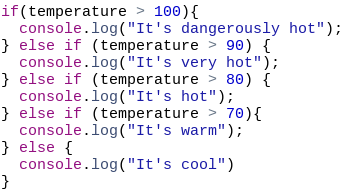 if(temperature > 100){
  console.log("It's dangerously hot");
} else if (temperature > 90) {
  console.log("It's very hot");
} else if (temperature > 80) {
  console.log("It's hot");
} else if (temperature > 70){
  console.log("It's warm");
} else {
  console.log("It's cool")
}